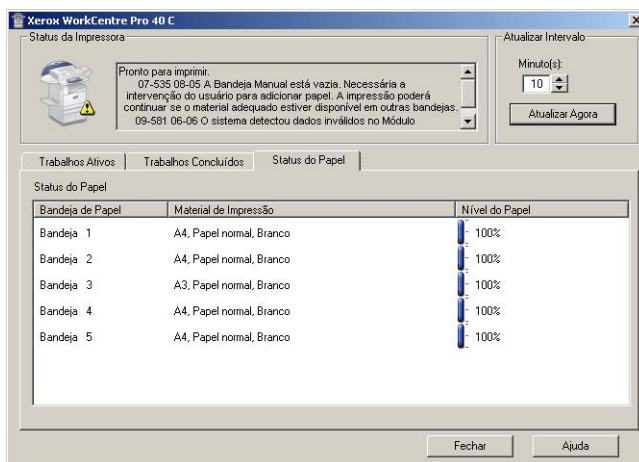 Xerox WorkCentre Pro 40 C
Status da Impressora
Pronto para imprimir.
07-535 08-05 A Bandeja Manual está vazia. Necessária a
intervenção do usuário para adicionar papel. A impressão poderá
continuar se o material adequado estiver disponível em outras bandejas.
09-581 06-06 O sistema detectou dados inválidos no Módulo
Atualizar Intervalo
Minuto(s):
10
Atualizar Agora
Trabalhos Ativos Trabalhos Concluídos Status do Papel
Status do Papel
Bandeja de Papel Material de Impressão Nível do Papel
Bandeja 1 A4, Papel normal, Branco 100%
Bandeja 2 A4, Papel normal, Branco 100%
Bandeja 3 A3, Papel normal, Branco 100%
Bandeja 4 A4, Papel normal, Branco 100%
Bandeja 5 A4, Papel normal, Branco 100%
Fechar Ajuda